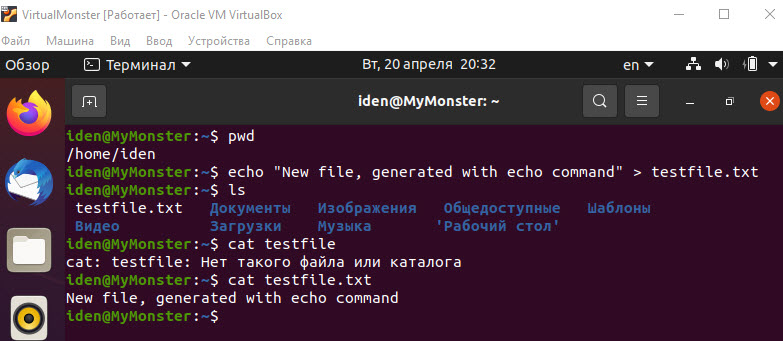 VirtualMonster [Работает] - Oracle VM VirtualBox
Файл Машина Вид Ввод Устройства Справка
Обзор Терминал Вт, 20 апреля 20:32 en
iden@MyMonster: ~
iden@MyMonster:~$ pwd
/home/iden
iden@MyMonster:~$ echo "New file, generated with echo command" > testfile.txt
iden@MyMonster:~$ ls
testfile.txt Документы Изображения Общедоступные Шаблоны
Видео Загрузки Музыка 'Рабочий стол'
iden@MyMonster:~$ cat testfile
cat: testfile: Нет такого файла или каталога
iden@MyMonster:~$ cat testfile.txt
New file, generated with echo command
iden@MyMonster:~$